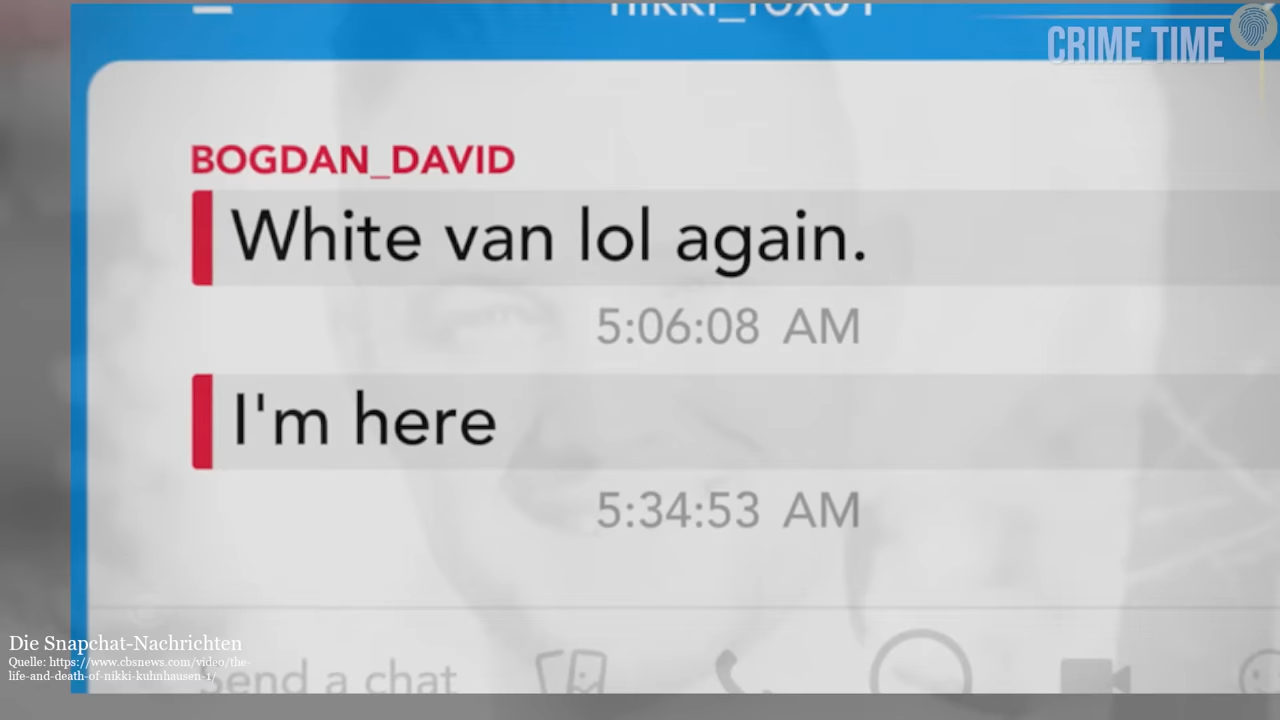 CRIME TIME
BOGDAN_DAVID
White van lol again.
5:06:08 AM
I'm here
5:34:53 AM
Die Snapchat-Nachrichten
Quelle: https://www.cbsnews.com/video/the-
life-and-death-of-nikki-kuhnhausen-1/
Send a chat